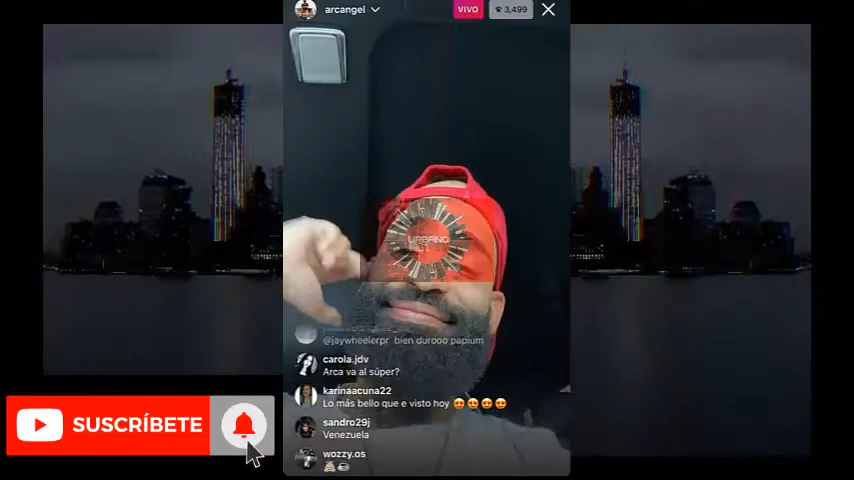 arcangel
VIVO
3,499
URBANO
@jaywheelerpr bien durooo papium
carola.jdv
Arca va al súper?
karinaacuna22
Lo más bello que e visto hoy 😍😍😍😍
sandro29j
Venezuela
wozzy.os
SUSCRÍBETE